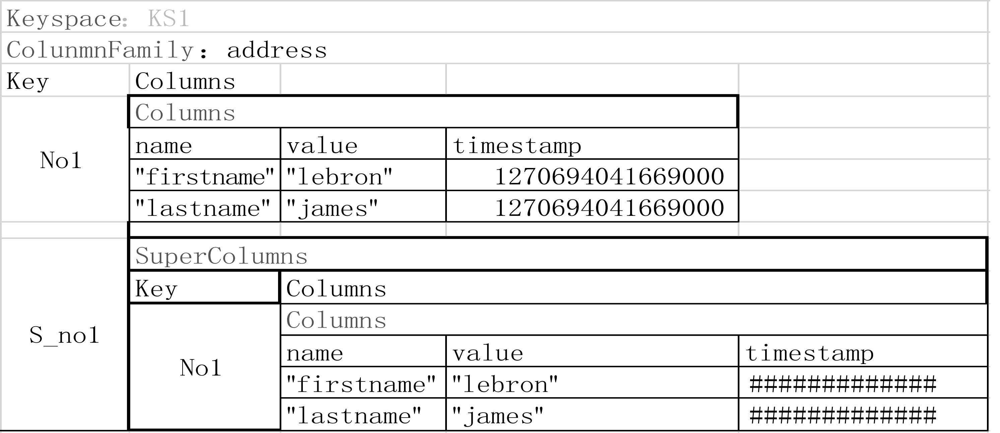 Keyspace： KS1
ColunmnFamily： address
Key Columns
Columns
name value timestamp
No1
"firstname" "lebron" 1270694041669000
"lastname" "james" 1270694041669000
SuperColumns
Key Columns
Columns
S_no1
name value timestamp
No1
"firstname" "lebron" #############
"lastname" "james" #############